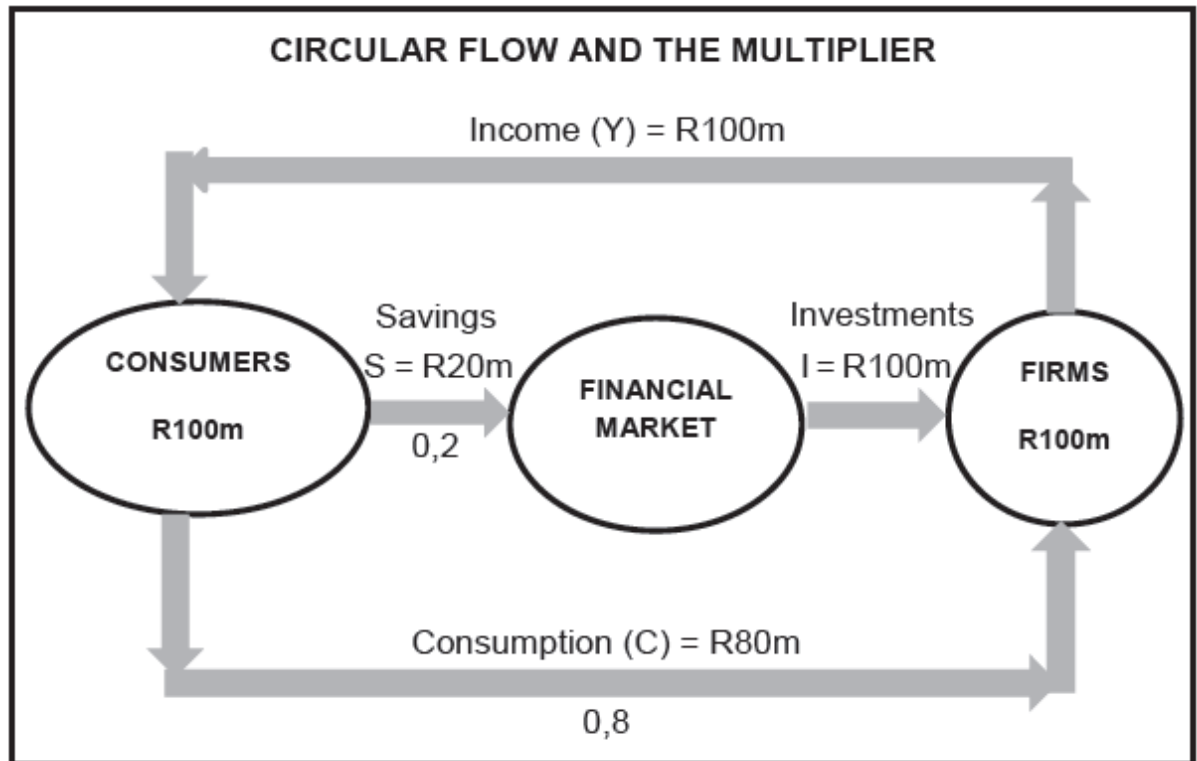 CIRCULAR FLOW AND THE MULTIPLIER
Income (Y) = R100m
CONSUMERS
R100m
Savings
S = R20m
0,2
FINANCIAL
MARKET
Investments
I = R100m
FIRMS
R100m
Consumption (C) = R80m
0,8